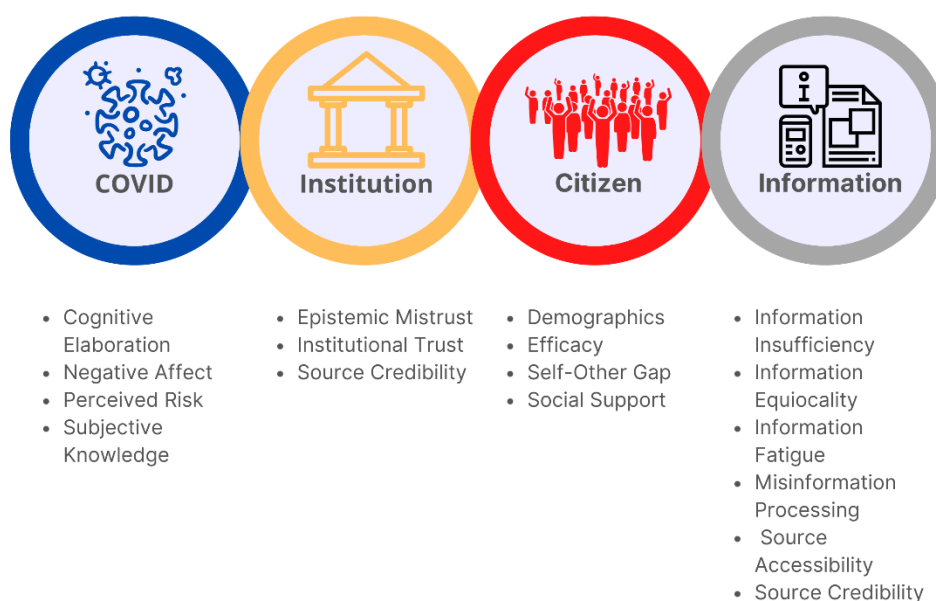 COVID
Institution
Citizen
Information
• Cognitive
Elaboration
• Negative Affect
• Perceived Risk
• Subjective
Knowledge
• Epistemic Mistrust
• Institutional Trust
• Source Credibility
• Demographics
• Efficacy
• Self-Other Gap
• Social Support
• Information
Insufficiency
• Information
Equiocality
• Information
Fatigue
• Misinformation
Processing
• Source
Accessibility
• Source Credibility